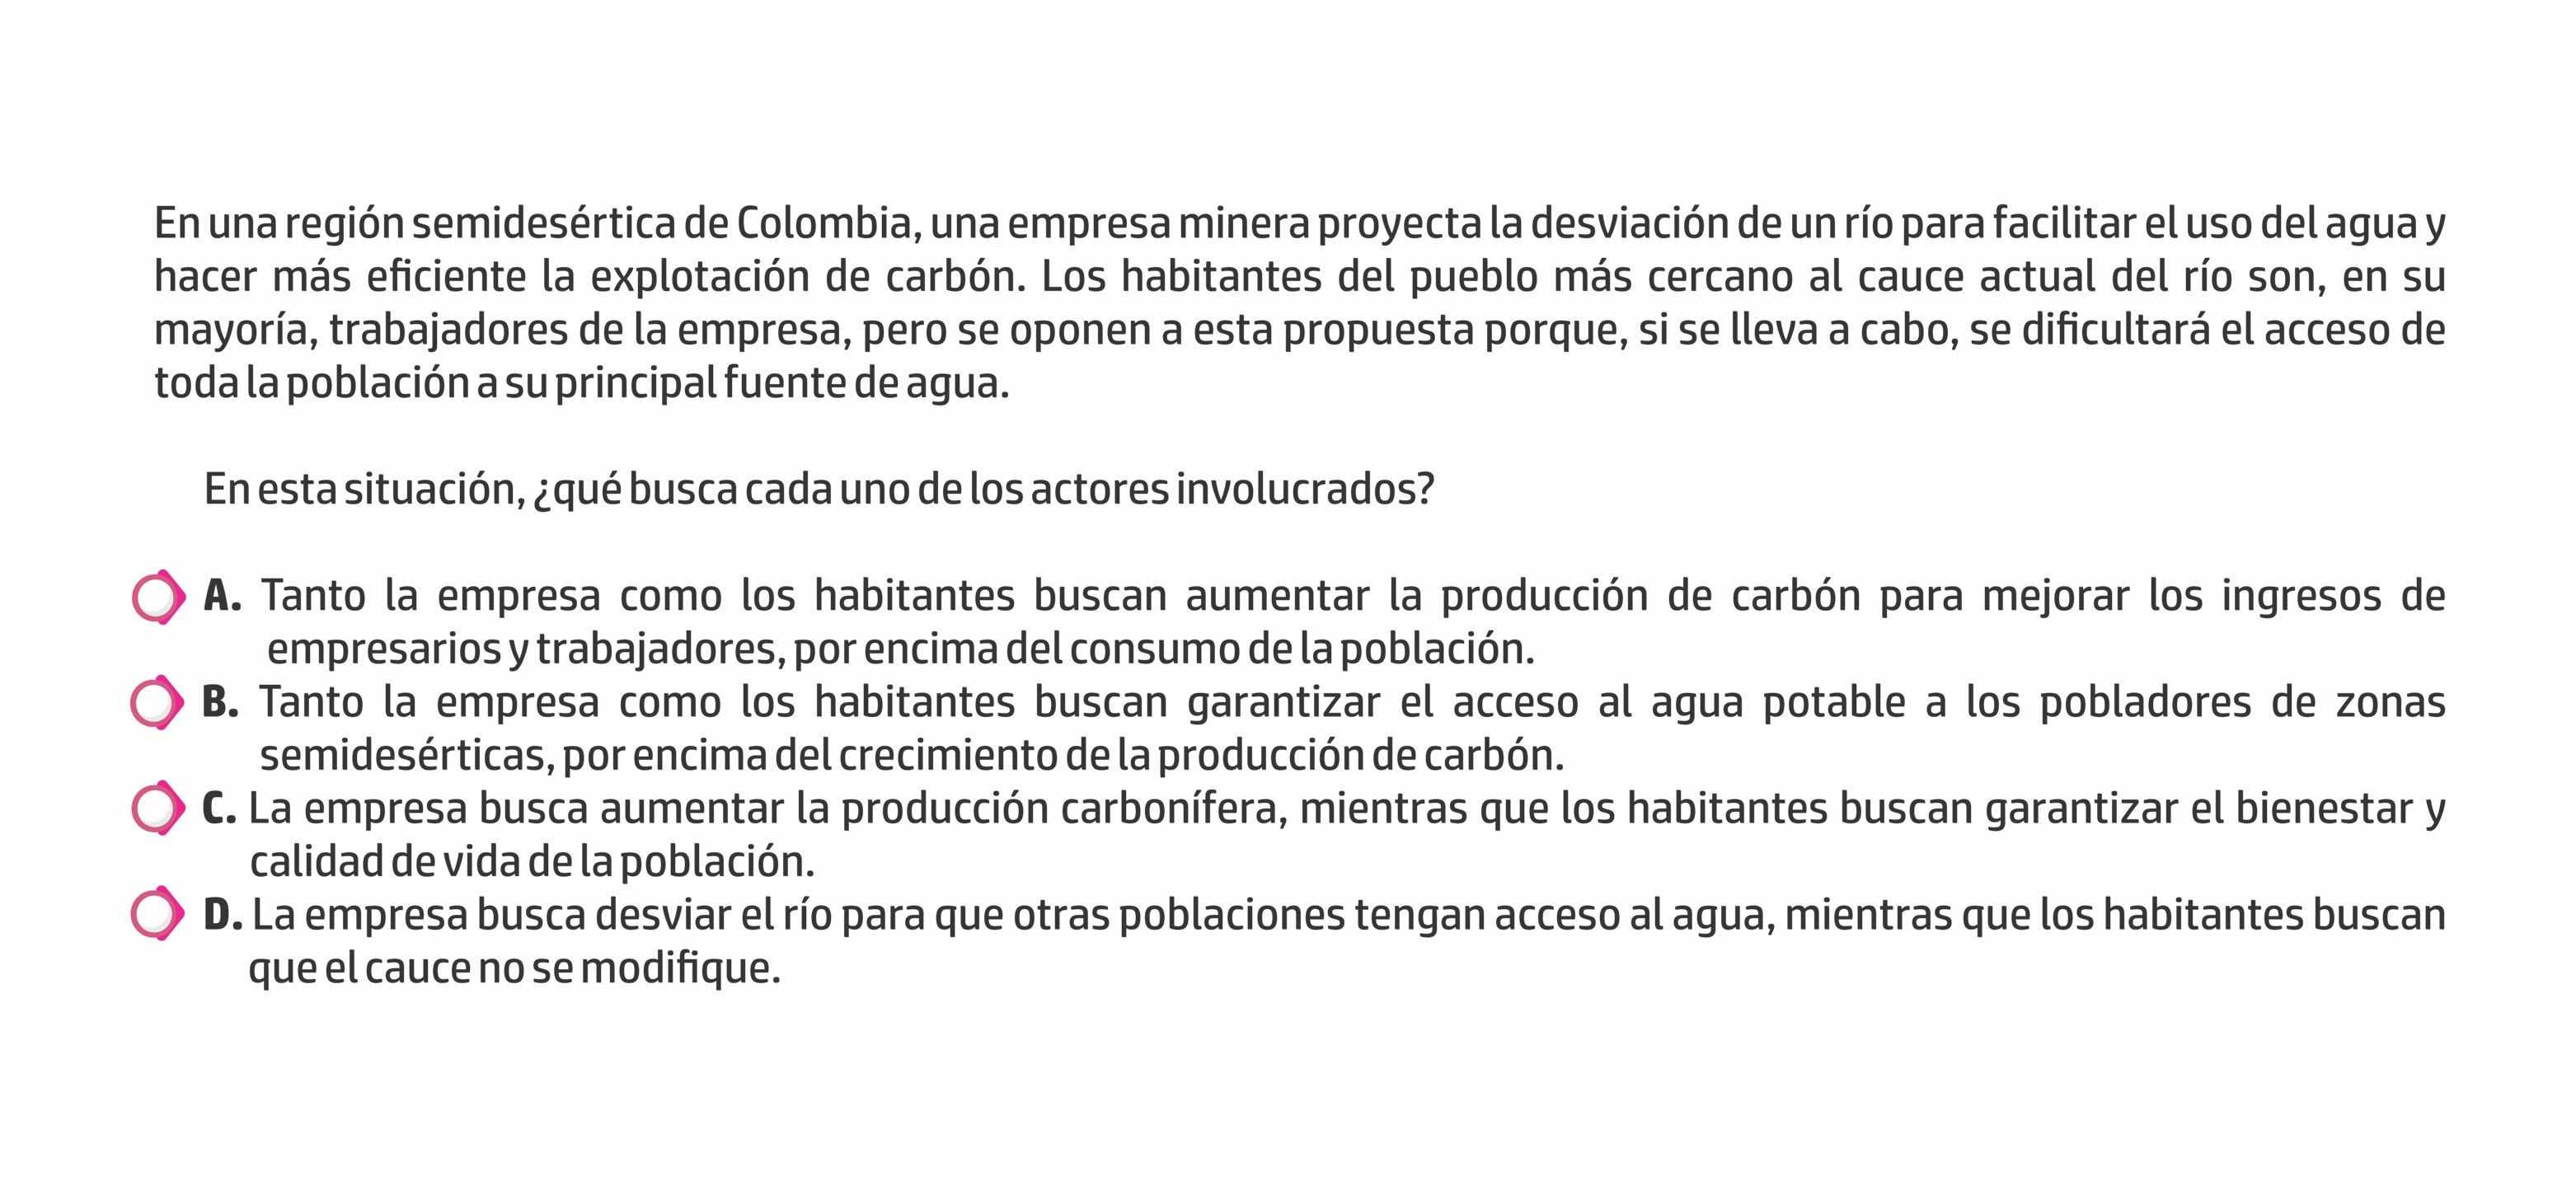 En una región semidesértica de Colombia, una empresa minera proyecta la desviación de un río para facilitar el uso del agua y
hacer más eficiente la explotación de carbón. Los habitantes del pueblo más cercano al cauce actual del río son, en su
mayoría, trabajadores de la empresa, pero se oponen a esta propuesta porque, si se lleva a cabo, se dificultará el acceso de
toda la población a su principal fuente de agua.
En esta situación, ¿qué busca cada uno de los actores involucrados?
A. Tanto la empresa como los habitantes buscan aumentar la producción de carbón para mejorar los ingresos de
empresarios y trabajadores, por encima del consumo de la población.
B. Tanto la empresa como los habitantes buscan garantizar el acceso al agua potable a los pobladores de zonas
semidesérticas, por encima del crecimiento de la producción de carbón.
C. La empresa busca aumentar la producción carbonífera, mientras que los habitantes buscan garantizar el bienestar y
calidad de vida de la población.
D. La empresa busca desviar el río para que otras poblaciones tengan acceso al agua, mientras que los habitantes buscan
que el cauce no se modifique.